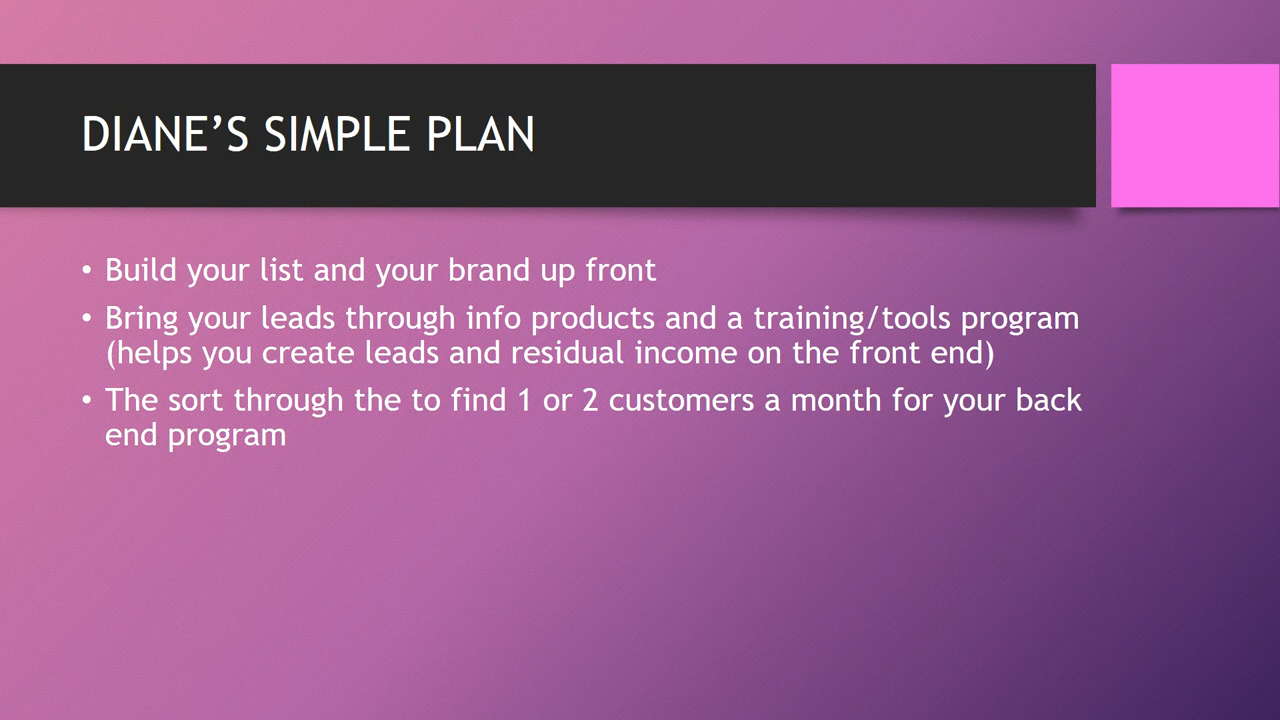 DIANE’S SIMPLE PLAN
• Build your list and your brand up front
• Bring your leads through info products and a training/tools program
(helps you create leads and residual income on the front end)
• The sort through the to find 1 or 2 customers a month for your back
end program